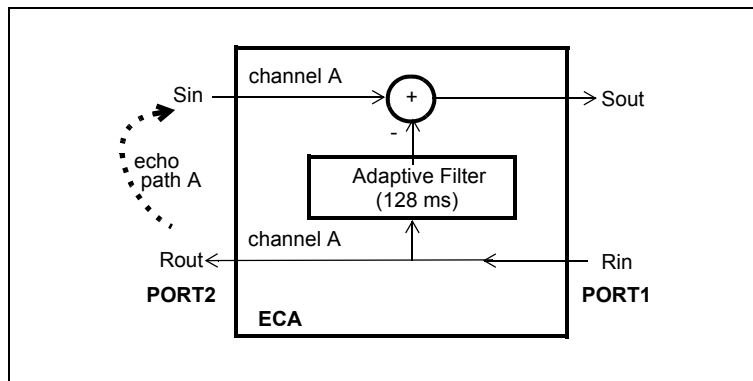 channel A
Sin
+
Sout
-
echo
path A
Adaptive Filter
(128 ms)
channel A
Rout
Rin
PORT2
PORT1
ECA